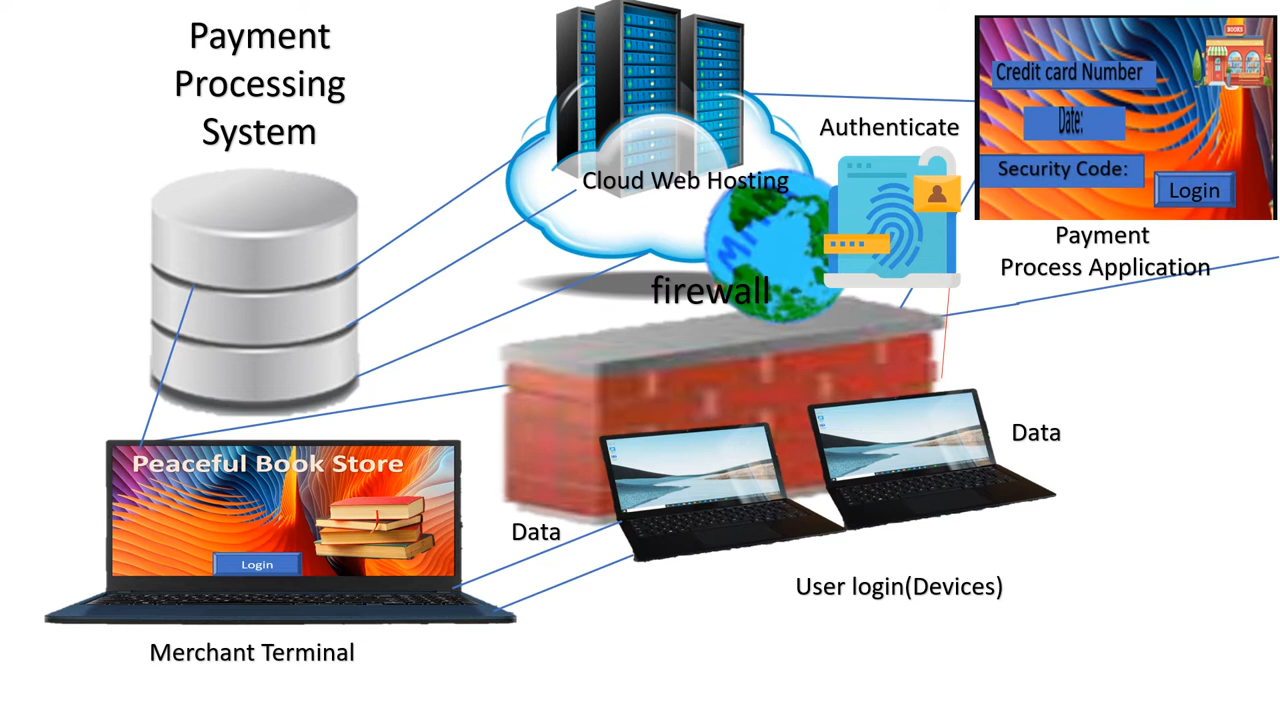 Payment
Processing
System
BOOKS
Credit card Number
Date:
Security Code:
Login
Authenticate
Cloud Web Hosting
Payment
Process Application
firewall
Data
Peaceful Book Store
Login
Data
User login(Devices)
Merchant Terminal